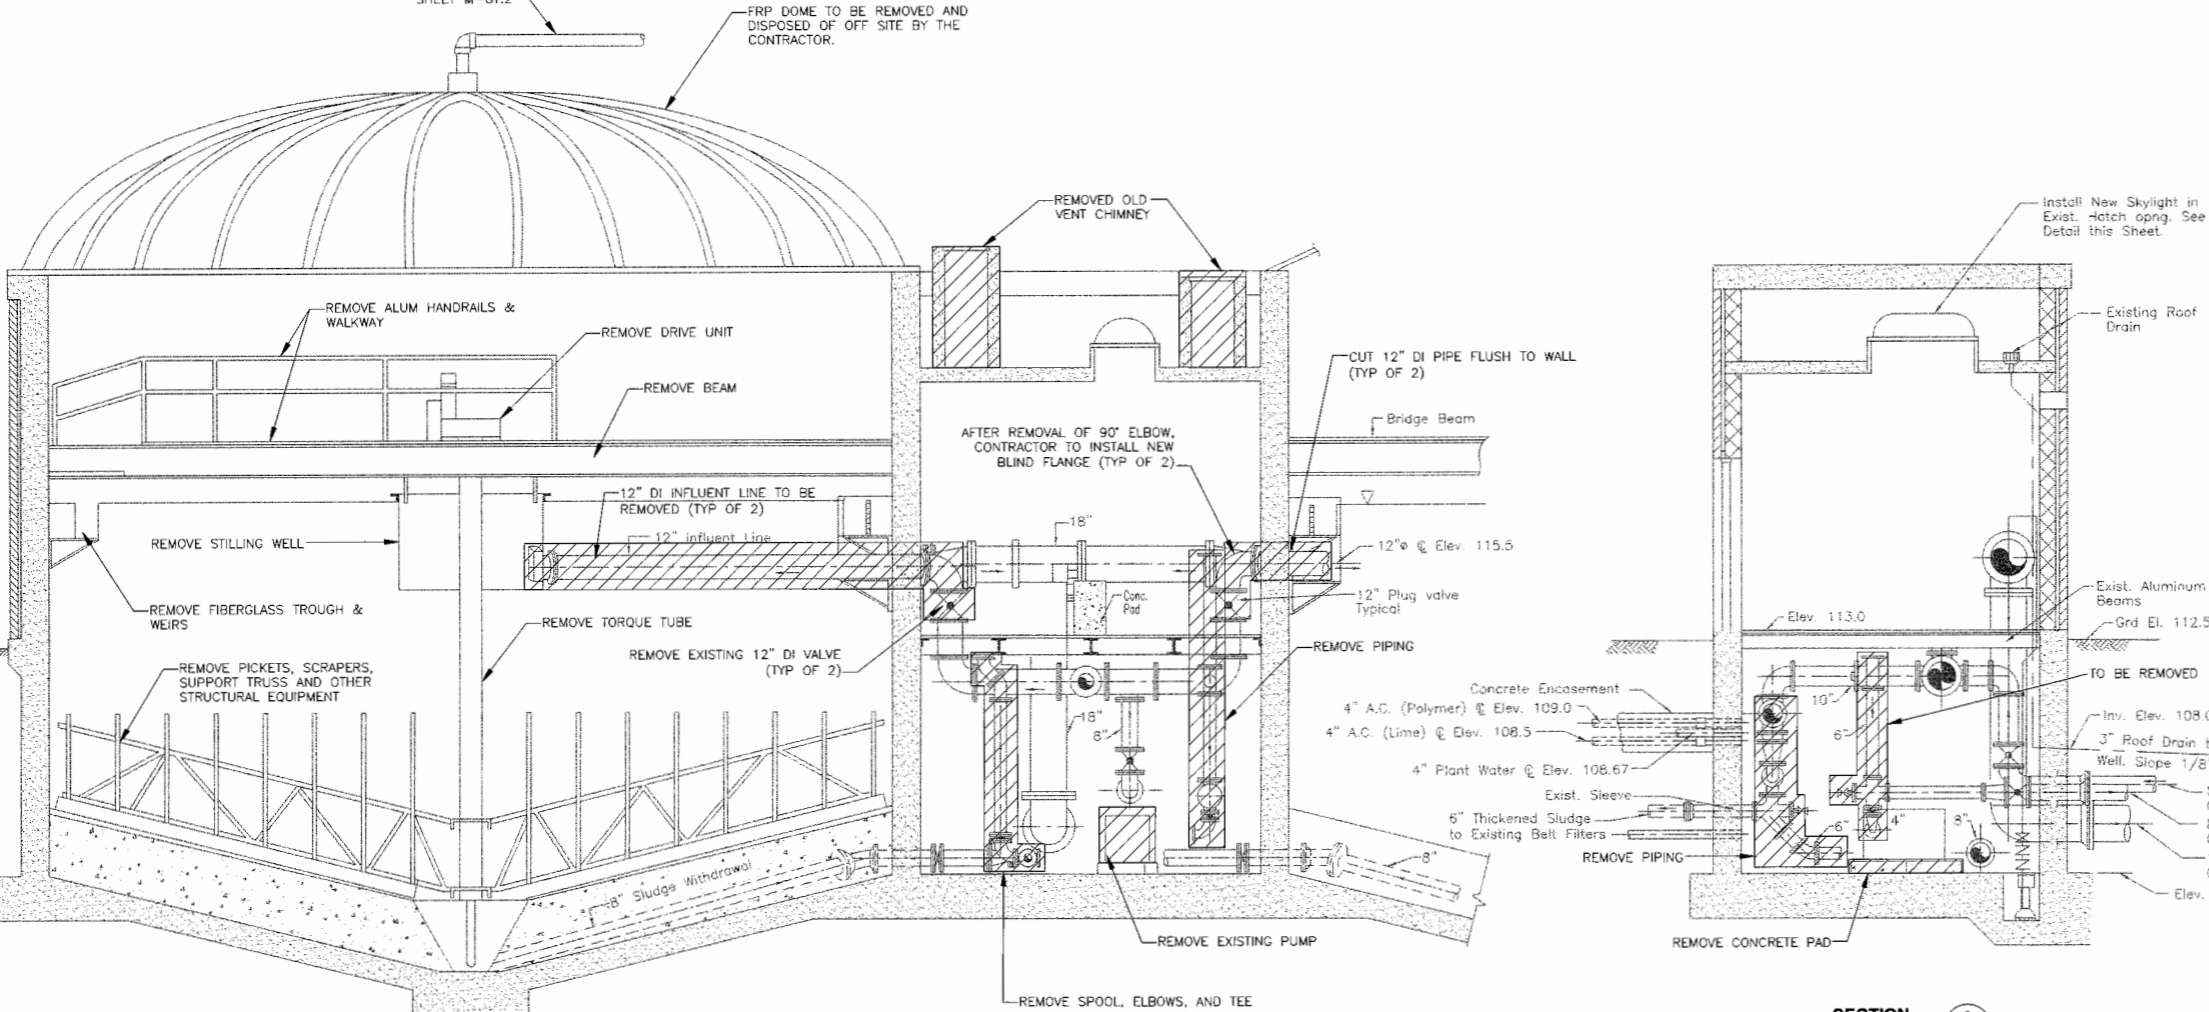 SHEET M-01.2
FRP DOME TO BE REMOVED AND
DISPOSED OF OFF SITE BY THE
CONTRACTOR.
REMOVED OLD
VENT CHIMNEY
Install New Skylight in
Exist. Hatch opng. See
Detail this Sheet.
REMOVE ALUM HANDRAILS &
WALKWAY
REMOVE DRIVE UNIT
REMOVE BEAM
CUT 12" DI PIPE FLUSH TO WALL
(TYP OF 2)
Existing Roof
Drain
AFTER REMOVAL OF 90° ELBOW,
CONTRACTOR TO INSTALL NEW
BLIND FLANGE (TYP OF 2)
Bridge Beam
12" DI INFLUENT LINE TO BE
REMOVED (TYP OF 2)
12" influent Line
18"
REMOVE STILLING WELL
12"ø ℄ Elev. 115.5
Conc.
Pad
12" Plug valve
Typical
REMOVE FIBERGLASS TROUGH &
WEIRS
REMOVE TORQUE TUBE
REMOVE EXISTING 12" DI VALVE
(TYP OF 2)
REMOVE PIPING
Exist. Aluminum
Beams
Elev. 113.0
Grd El. 112.5
REMOVE PICKETS, SCRAPERS,
SUPPORT TRUSS AND OTHER
STRUCTURAL EQUIPMENT
TO BE REMOVED
Concrete Encasement
4" A.C. (Polymer) ℄ Elev. 109.0
4" A.C. (Lime) ℄ Elev. 108.5
4" Plant Water ℄ Elev. 108.67
Exist. Sleeve
6" Thickened Sludge
to Existing Belt Filters
18"
8"
10"
6"
Inv. Elev. 108.0
3" Roof Drain t
Well. Slope 1/8"
6"
4"
8"
REMOVE PIPING
8" Sludge Withdrawal
8"
Elev.
REMOVE EXISTING PUMP
REMOVE CONCRETE PAD
REMOVE SPOOL, ELBOWS, AND TEE
SECTION